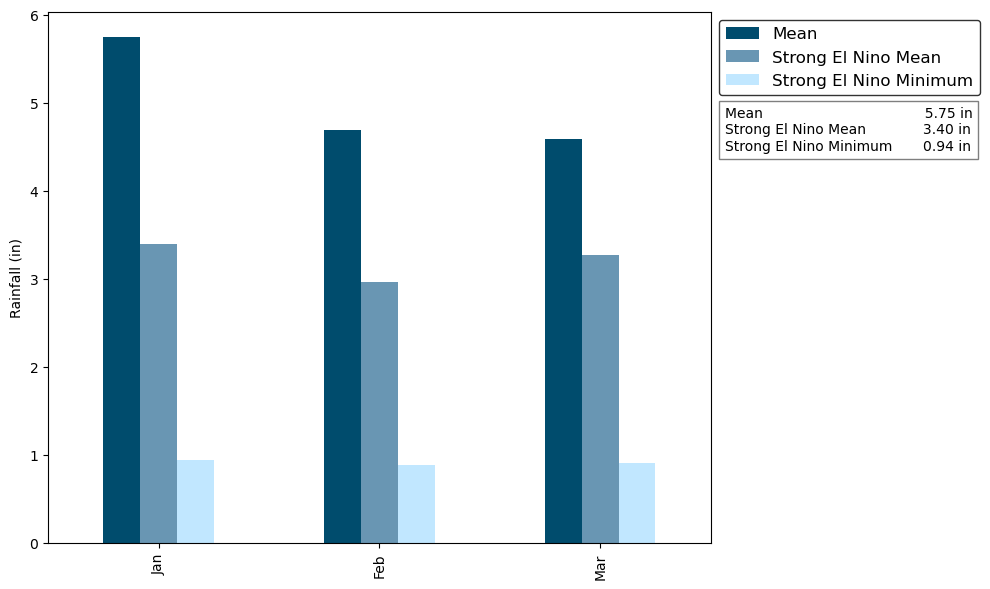 6
5
4
3
2
1
0
Rainfall (in)
Jan
Feb
Mar
Mean
Strong El Nino Mean
Strong El Nino Minimum
Mean 5.75 in
Strong El Nino Mean 3.40 in
Strong El Nino Minimum 0.94 in